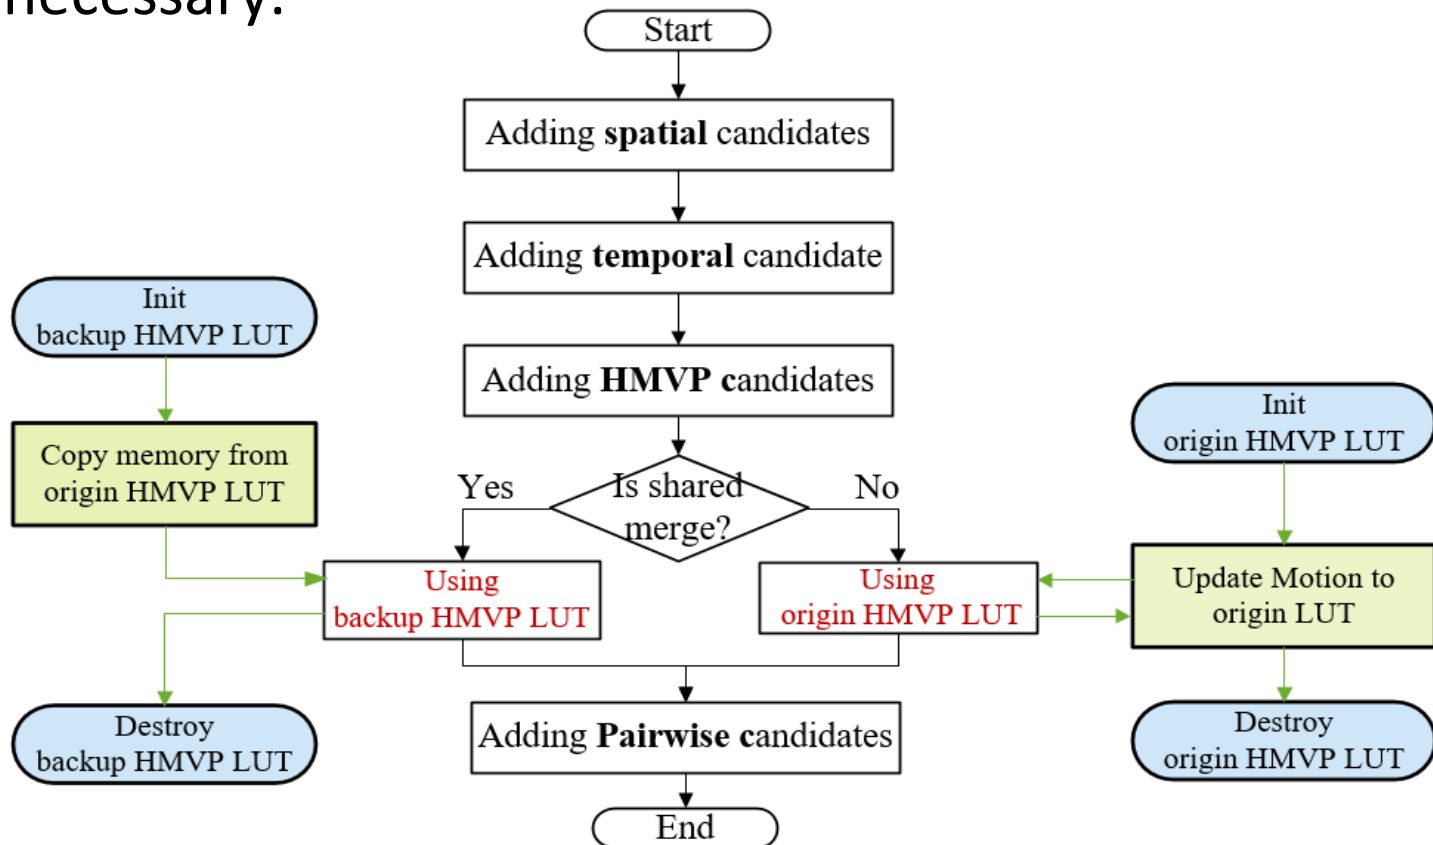 necessary.
Start
Adding spatial candidates
Adding temporal candidate
Init
backup HMVP LUT
Adding HMVP candidates
Init
origin HMVP LUT
Copy memory from
origin HMVP LUT
Yes
Is shared
merge?
No
Using
backup HMVP LUT
Using
origin HMVP LUT
Update Motion to
origin LUT
Destroy
backup HMVP LUT
Adding Pairwise candidates
Destroy
origin HMVP LUT
End